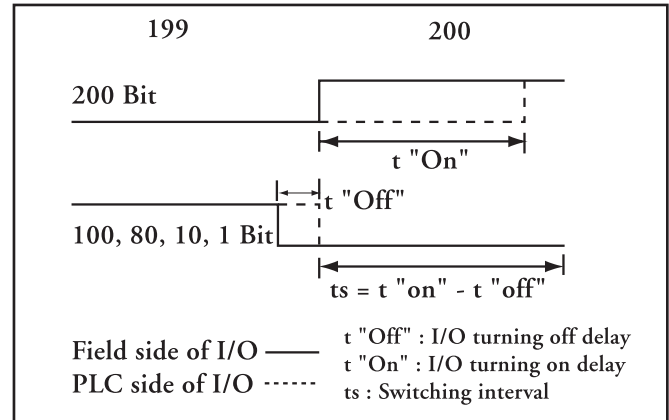 199 200
200 Bit
t "On"
t "Off"
100, 80, 10, 1 Bit
ts = t "on" - t "off"
Field side of I/O
PLC side of I/O
t "Off" : I/O turning off delay
t "On" : I/O turning on delay
ts : Switching interval